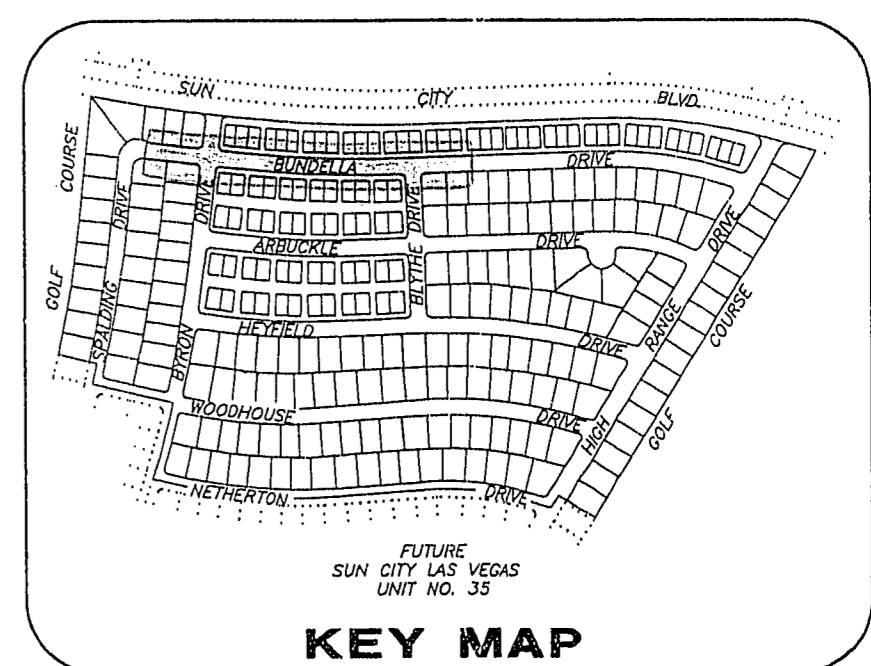 SUN CITY BLVD.
COURSE
BUNDELLA DRIVE
DRIVE
DRIVE
DRIVE
DRIVE
ARBUCKLE DRIVE
BLYTHE
GOLF
SPALDING
BYRON
HEYFIELD DRIVE
RANGE
COURSE
WOODHOUSE DRIVE
HIGH
GOLF
NETHERTON DRIVE
FUTURE
SUN CITY LAS VEGAS
UNIT NO. 35
KEY MAP